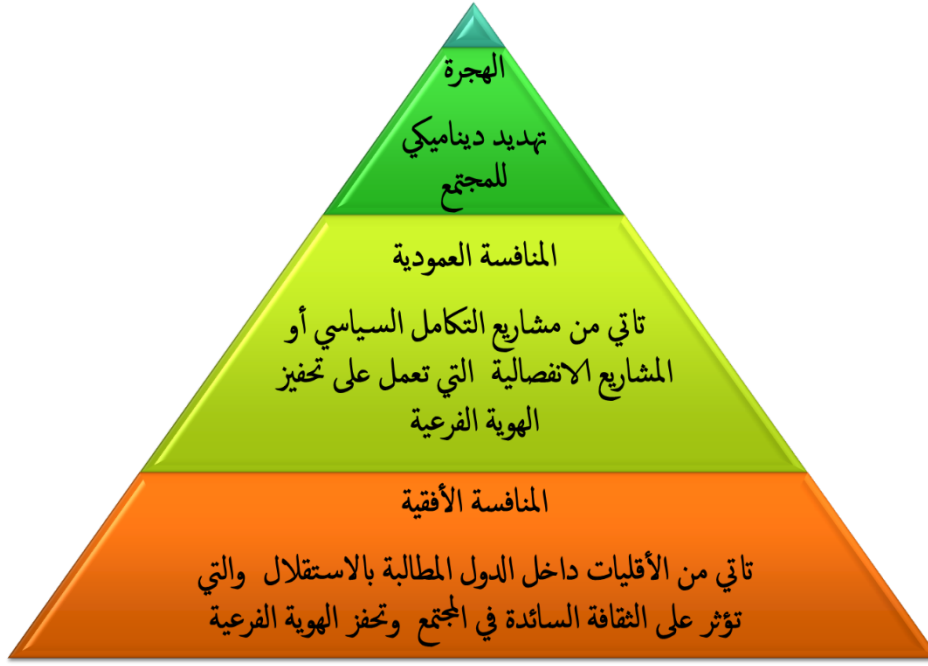 الهجرة
تهديد ديناميكي
للمجتمع
المنافسة العمودية
تاتي من مشاريع التكامل السياسي أو
المشاريع الانفصالية التي تعمل على تحفيز
الهوية الفرعية
المنافسة الأفقية
تاتي من الأقليات داخل الدول المطالبة بالاستقلال والتي
تؤثر على الثقافة السائدة في المجتمع وتحفز الهوية الفرعية